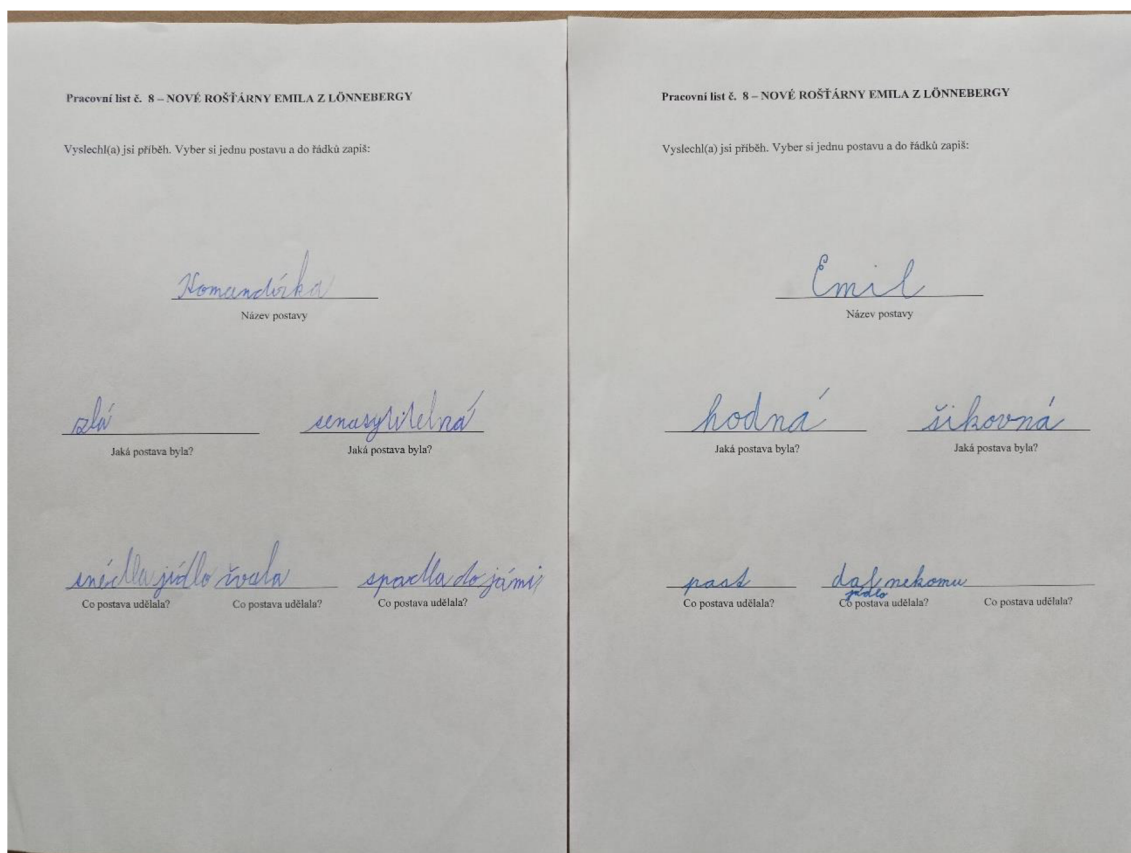 Pracovní list č. 8 – NOVÉ ROŠŤÁRNY EMILA Z LÖNNEBERGY
Vyslechl(a) jsi příběh. Vyber si jednu postavu a do řádků zapiš:
Komandýrka
Název postavy
zlá senasytitelná
Jaká postava byla? Jaká postava byla?
snědla jídlo řvala spadla do jámi
Co postava udělala? Co postava udělala? Co postava udělala?
Pracovní list č. 8 – NOVÉ ROŠŤÁRNY EMILA Z LÖNNEBERGY
Vyslechl(a) jsi příběh. Vyber si jednu postavu a do řádků zapiš:
Emil
Název postavy
hodná šikovná
Jaká postava byla? Jaká postava byla?
past dal nekomu
jídlo
Co postava udělala? Co postava udělala? Co postava udělala?